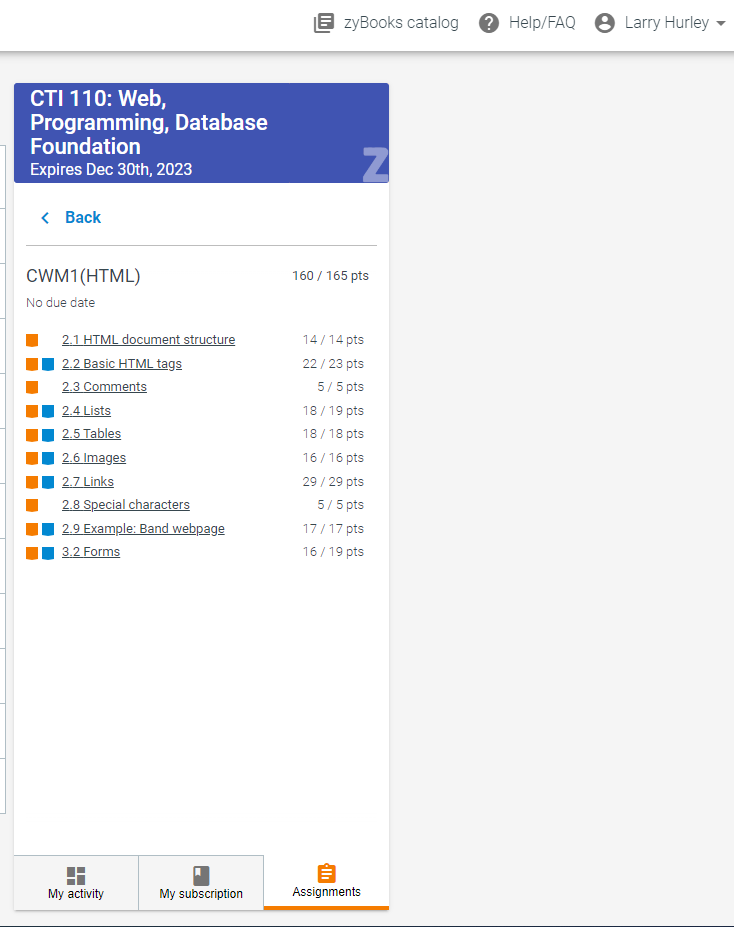 zyBooks catalog Help/FAQ Larry Hurley
CTI 110: Web,
Programming, Database
Foundation
Expires Dec 30th, 2023
Z
Back
CWM1(HTML) 160 / 165 pts
No due date
2.1 HTML document structure 14 / 14 pts
2.2 Basic HTML tags 22 / 23 pts
2.3 Comments 5 / 5 pts
2.4 Lists 18 / 19 pts
2.5 Tables 18 / 18 pts
2.6 Images 16 / 16 pts
2.7 Links 29 / 29 pts
2.8 Special characters 5 / 5 pts
2.9 Example: Band webpage 17 / 17 pts
3.2 Forms 16 / 19 pts
My activity My subscription Assignments